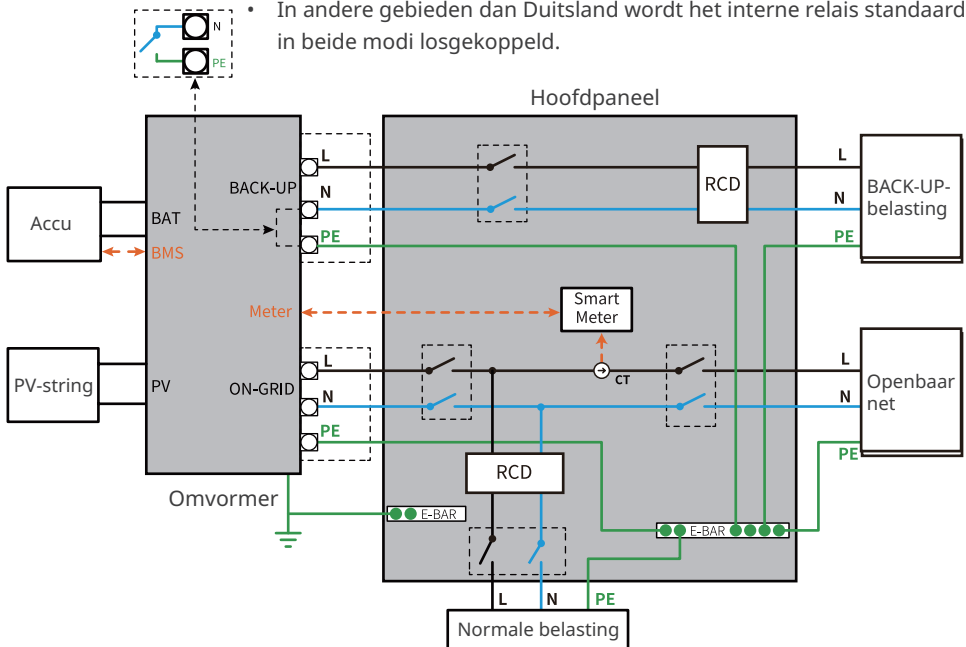 • In andere gebieden dan Duitsland wordt het interne relais standaard
in beide modi losgekoppeld.
N
PE
Hoofdpaneel
L
BACK-UP
N
PE
RCD
L
N
PE
BACK-UP-
belasting
Accu
BAT
BMS
Meter
Smart
Meter
CT
PV-string
PV
ON-GRID
L
N
PE
L
N
PE
Openbaar
net
RCD
Omvormer
E-BAR
E-BAR
L
N
PE
Normale belasting